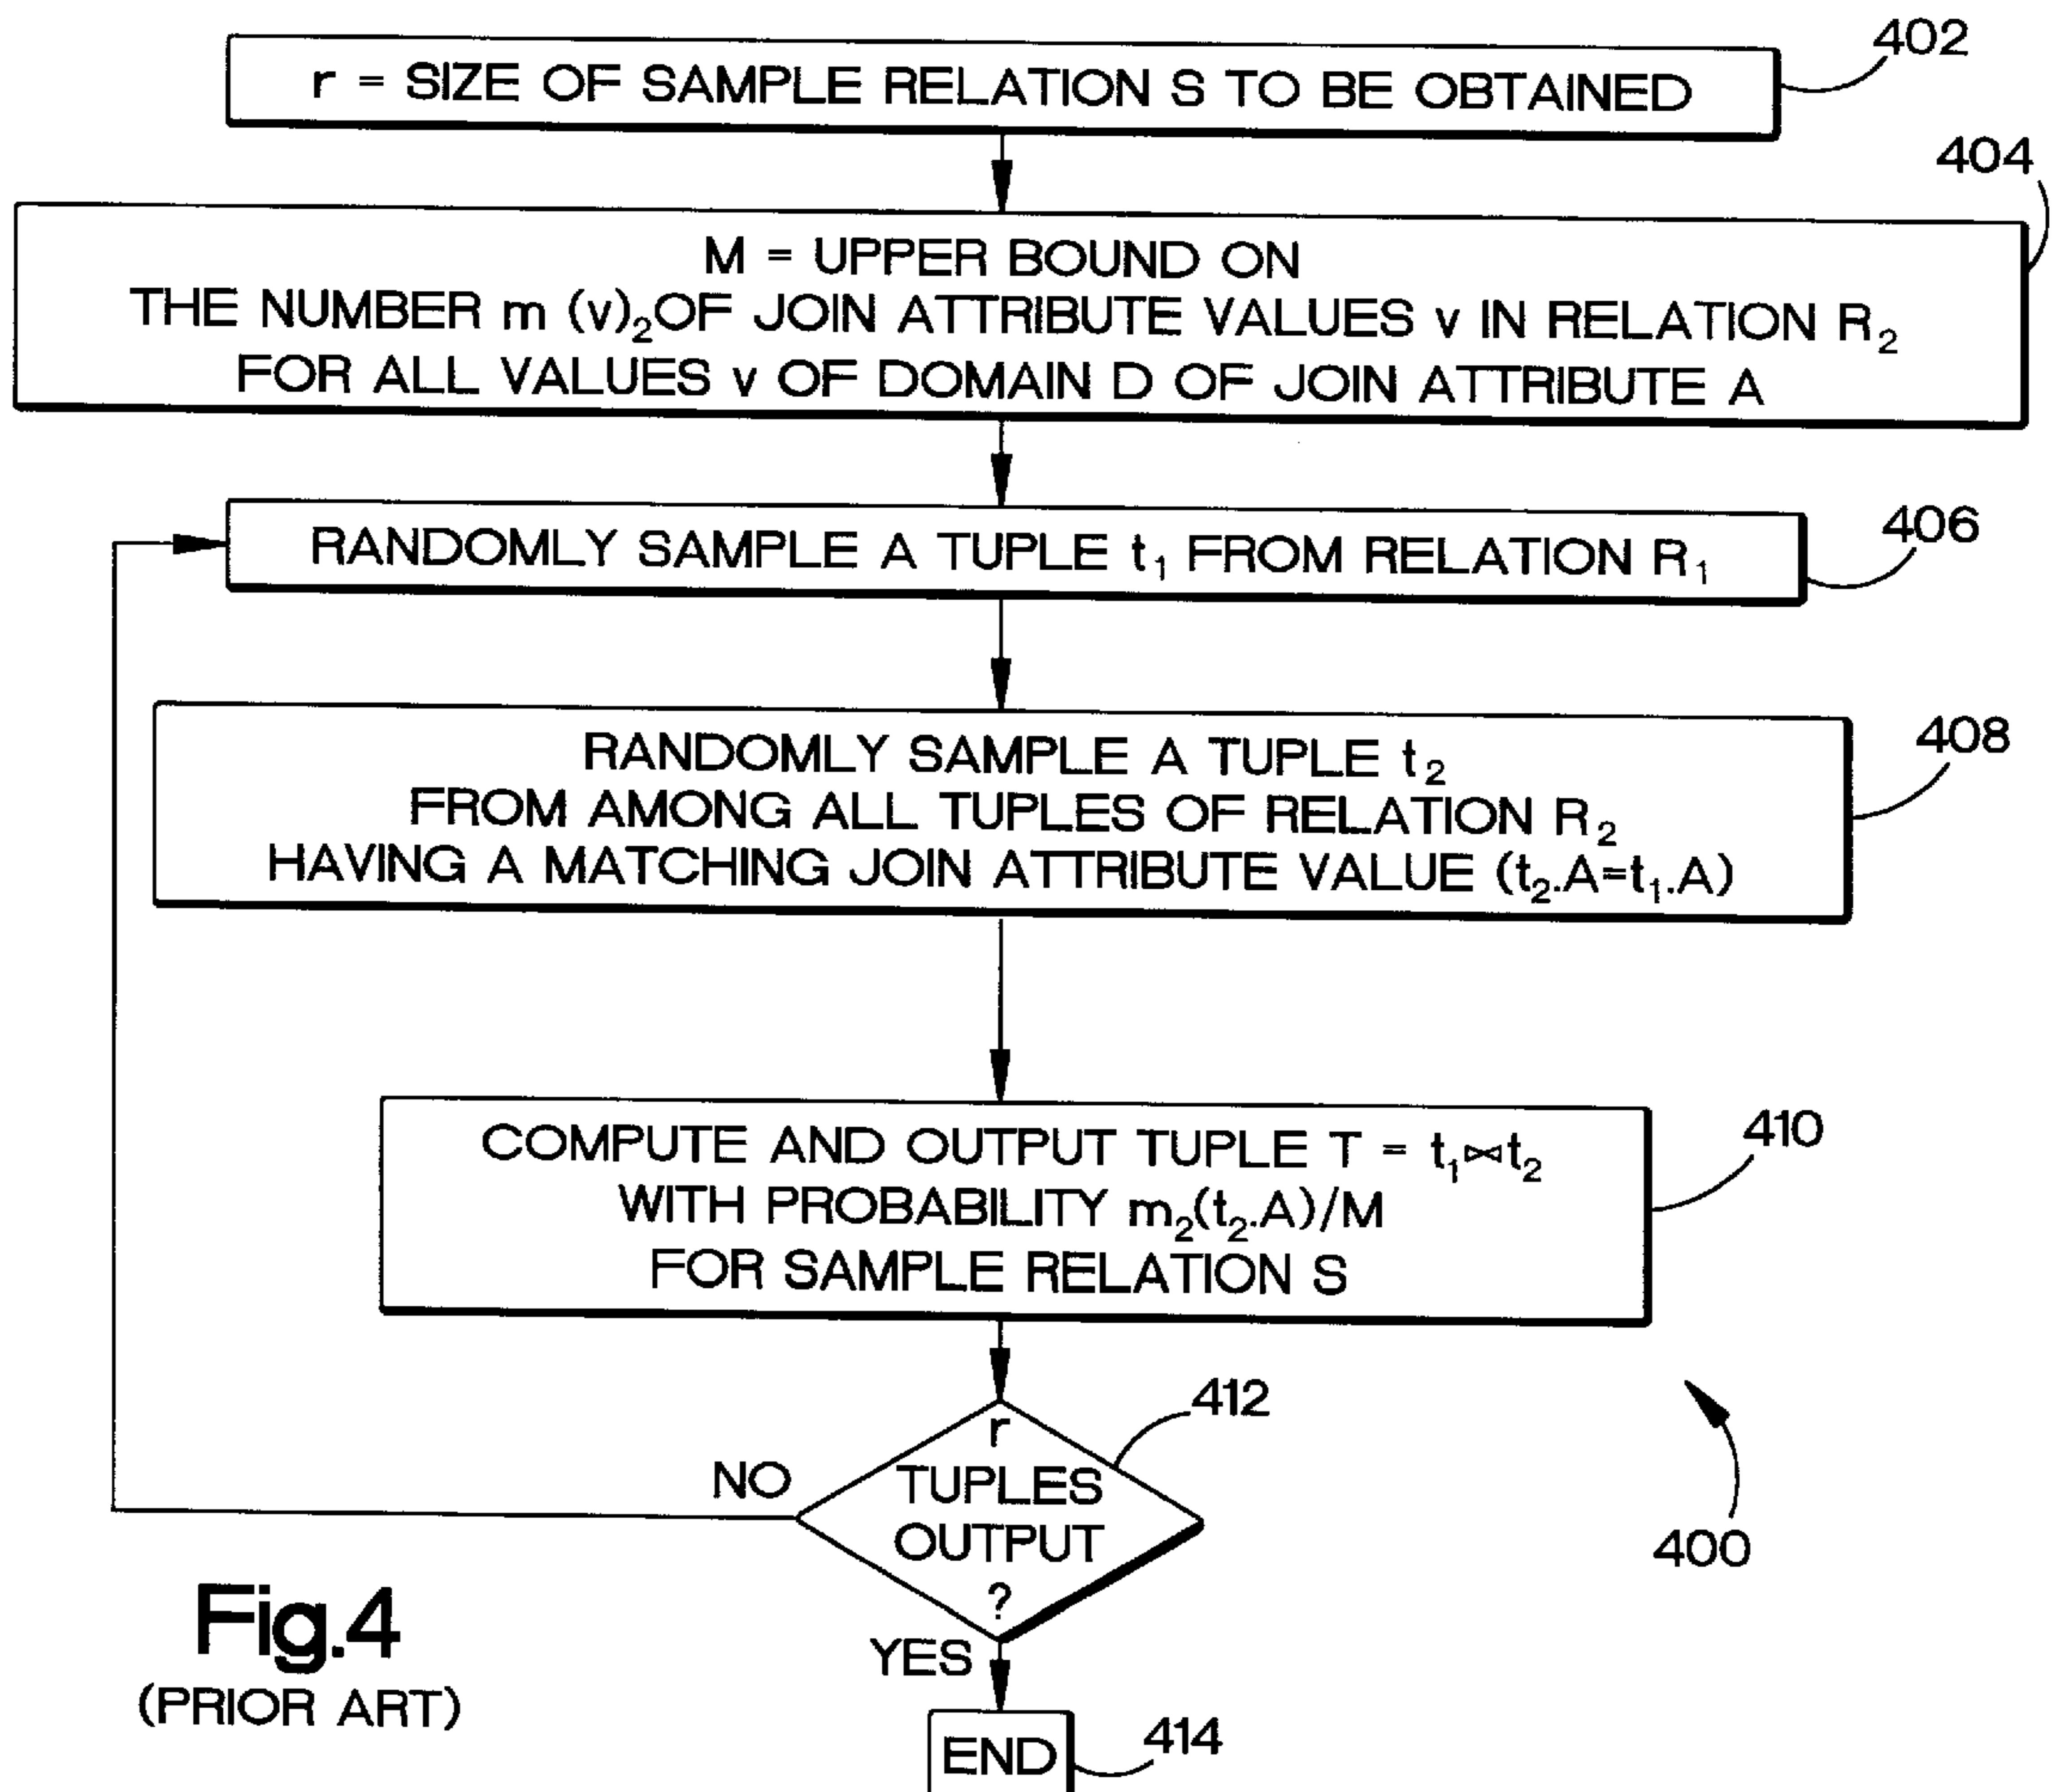 402
r = SIZE OF SAMPLE RELATION S TO BE OBTAINED
404
M = UPPER BOUND ON
THE NUMBER m (v)₂OF JOIN ATTRIBUTE VALUES v IN RELATION R₂
FOR ALL VALUES v OF DOMAIN D OF JOIN ATTRIBUTE A
406
RANDOMLY SAMPLE A TUPLE t₁ FROM RELATION R₁
408
RANDOMLY SAMPLE A TUPLE t₂
FROM AMONG ALL TUPLES OF RELATION R₂
HAVING A MATCHING JOIN ATTRIBUTE VALUE (t₂.A=t₁.A)
410
COMPUTE AND OUTPUT TUPLE T = t₁⋈t₂
WITH PROBABILITY m₂(t₂.A)/M
FOR SAMPLE RELATION S
412
r
TUPLES
OUTPUT
?
NO
YES
400
END
414
Fig.4
(PRIOR ART)